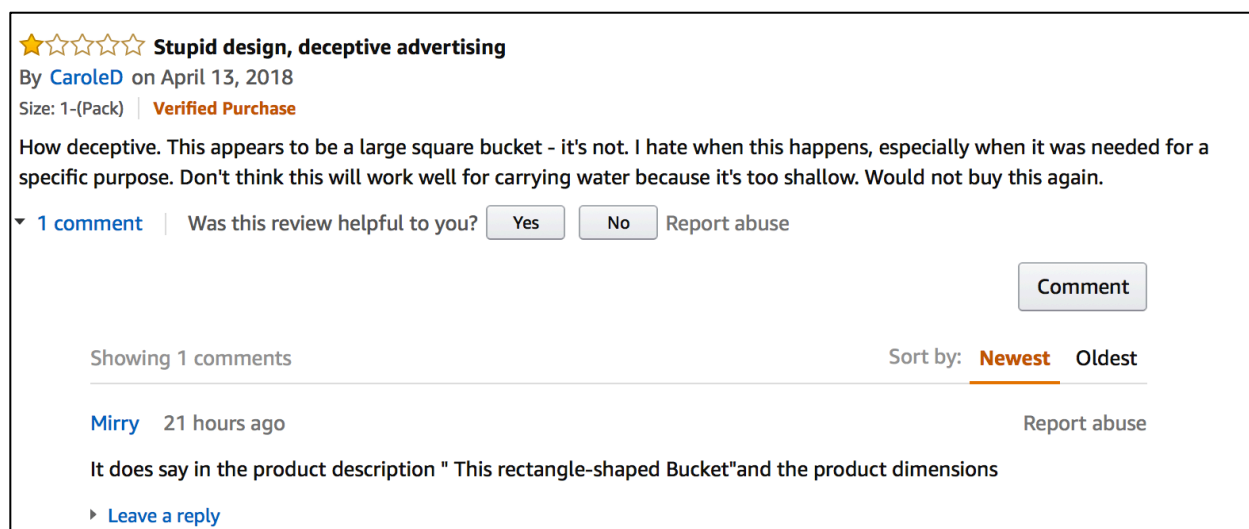 Stupid design, deceptive advertising
By CaroleD on April 13, 2018
Size: 1-(Pack) Verified Purchase
How deceptive. This appears to be a large square bucket - it's not. I hate when this happens, especially when it was needed for a
specific purpose. Don't think this will work well for carrying water because it's too shallow. Would not buy this again.
1 comment Was this review helpful to you? Yes No Report abuse
Comment
Showing 1 comments Sort by: Newest Oldest
Mirry 21 hours ago Report abuse
It does say in the product description " This rectangle-shaped Bucket"and the product dimensions
Leave a reply